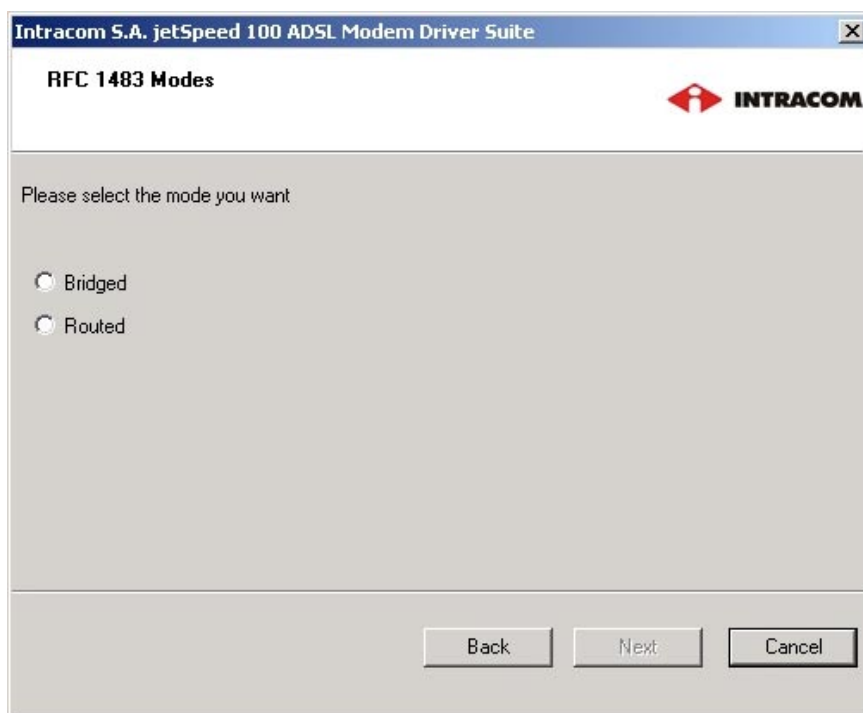 Intracom S.A. jetSpeed 100 ADSL Modem Driver Suite
RFC 1483 Modes
INTRACOM
Please select the mode you want
Bridged
Routed
Back Next Cancel